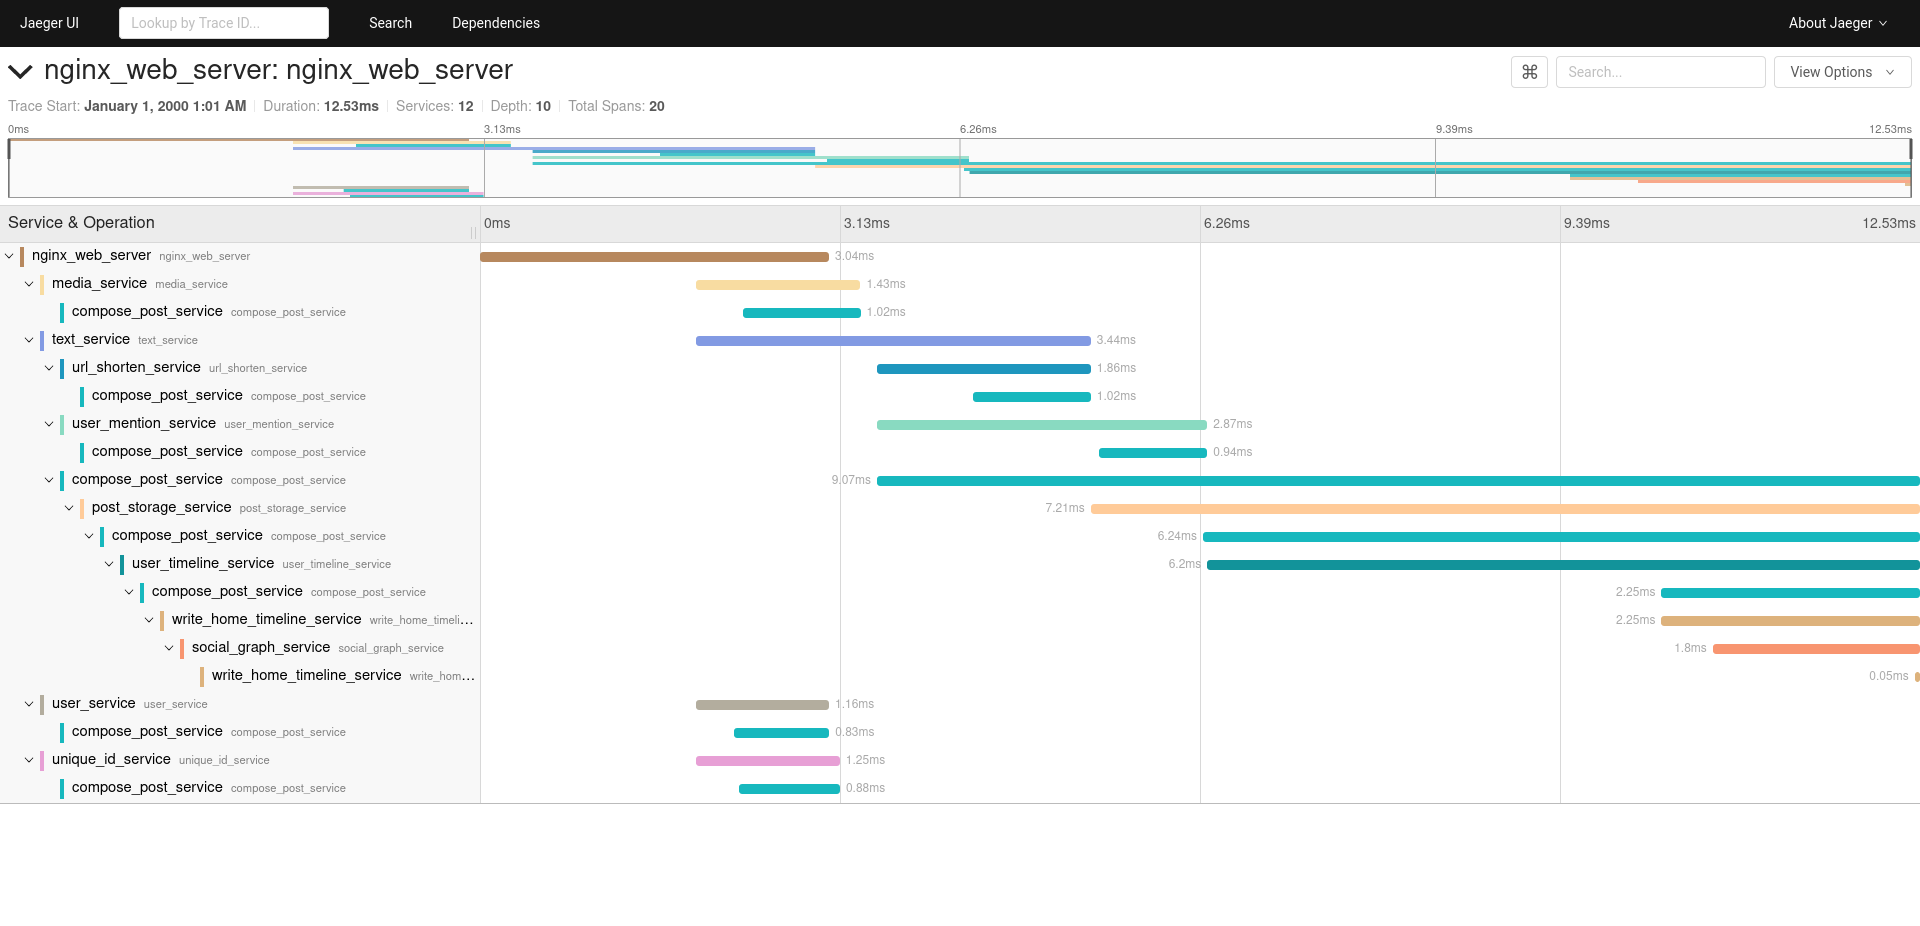 Jaeger UI Lookup by Trace ID... Search Dependencies About Jaeger
nginx_web_server: nginx_web_server ⌘ Search... View Options
Trace Start: January 1, 2000 1:01 AM Duration: 12.53ms Services: 12 Depth: 10 Total Spans: 20
0ms 3.13ms 6.26ms 9.39ms 12.53ms
Service & Operation 0ms 3.13ms 6.26ms 9.39ms 12.53ms
nginx_web_server nginx_web_server 3.04ms
media_service media_service 1.43ms
compose_post_service compose_post_service 1.02ms
text_service text_service 3.44ms
url_shorten_service url_shorten_service 1.86ms
compose_post_service compose_post_service 1.02ms
user_mention_service user_mention_service 2.87ms
compose_post_service compose_post_service 0.94ms
compose_post_service compose_post_service 9.07ms
post_storage_service post_storage_service 7.21ms
compose_post_service compose_post_service 6.24ms
user_timeline_service user_timeline_service 6.2ms
compose_post_service compose_post_service 2.25ms
write_home_timeline_service write_home_timeli... 2.25ms
social_graph_service social_graph_service 1.8ms
write_home_timeline_service write_hom... 0.05ms
user_service user_service 1.16ms
compose_post_service compose_post_service 0.83ms
unique_id_service unique_id_service 1.25ms
compose_post_service compose_post_service 0.88ms